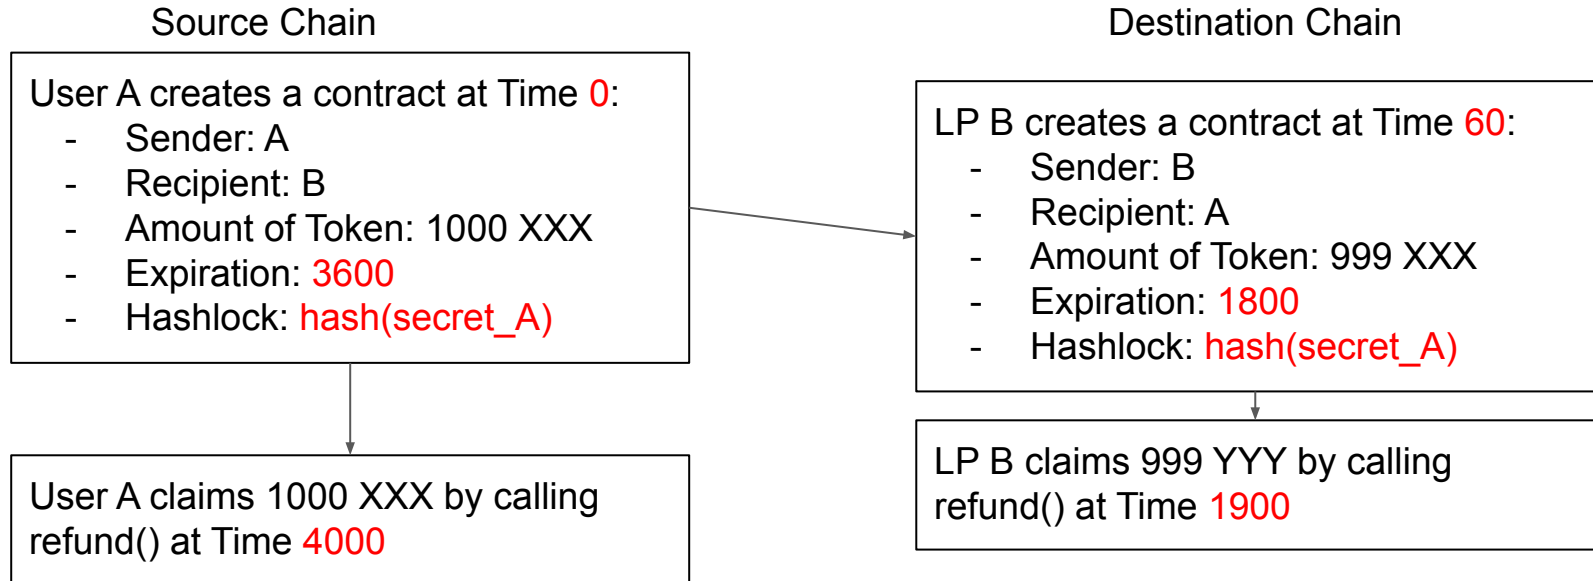 Source Chain
Destination Chain
User A creates a contract at Time 0:
- Sender: A
- Recipient: B
- Amount of Token: 1000 XXX
- Expiration: 3600
- Hashlock: hash(secret_A)
LP B creates a contract at Time 60:
- Sender: B
- Recipient: A
- Amount of Token: 999 XXX
- Expiration: 1800
- Hashlock: hash(secret_A)
User A claims 1000 XXX by calling
refund() at Time 4000
LP B claims 999 YYY by calling
refund() at Time 1900